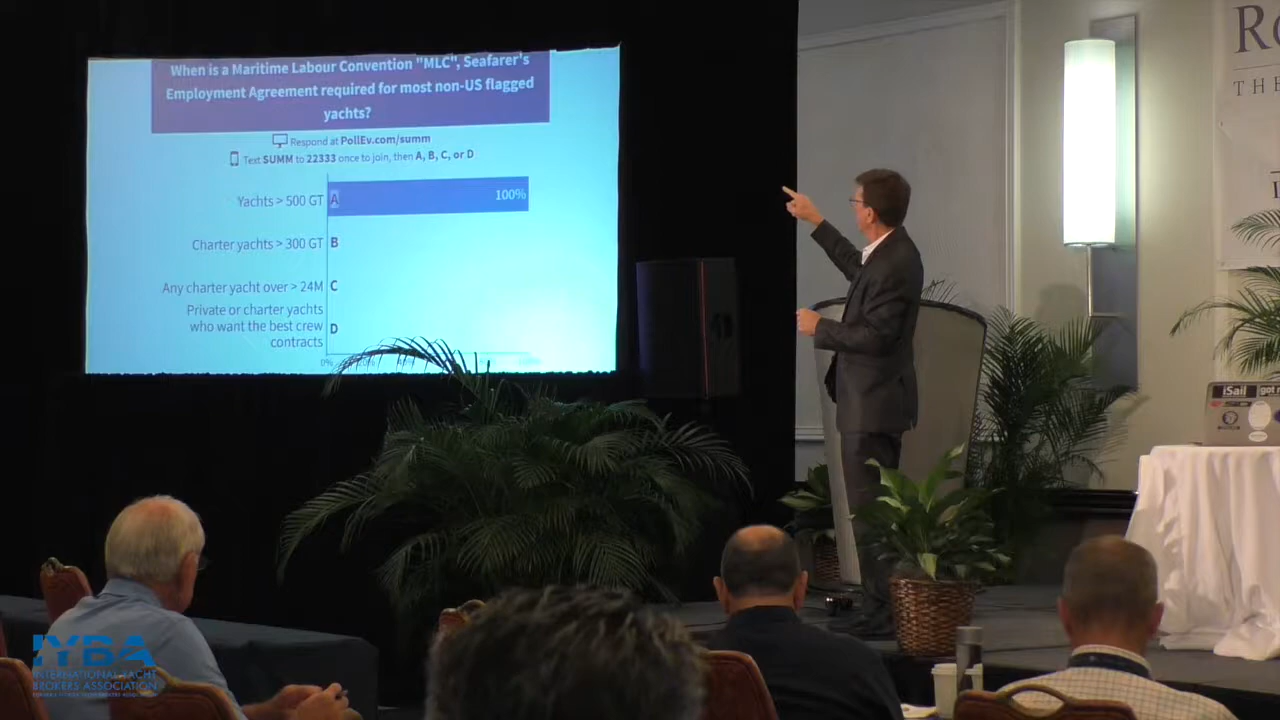 When is a Maritime Labour Convention "MLC", Seafarer's
Employment Agreement required for most non-US flagged
yachts?
Respond at PollEv.com/summ
Text SUMM to 22333 once to join, then A, B, C, or D
Yachts > 500 GT A 100%
Charter yachts > 300 GT B
Any charter yacht over > 24M C
Private or charter yachts
who want the best crew D
contracts
0%
THE
iSail got
IYBA
INTERNATIONAL YACHT
BROKERS ASSOCIATION